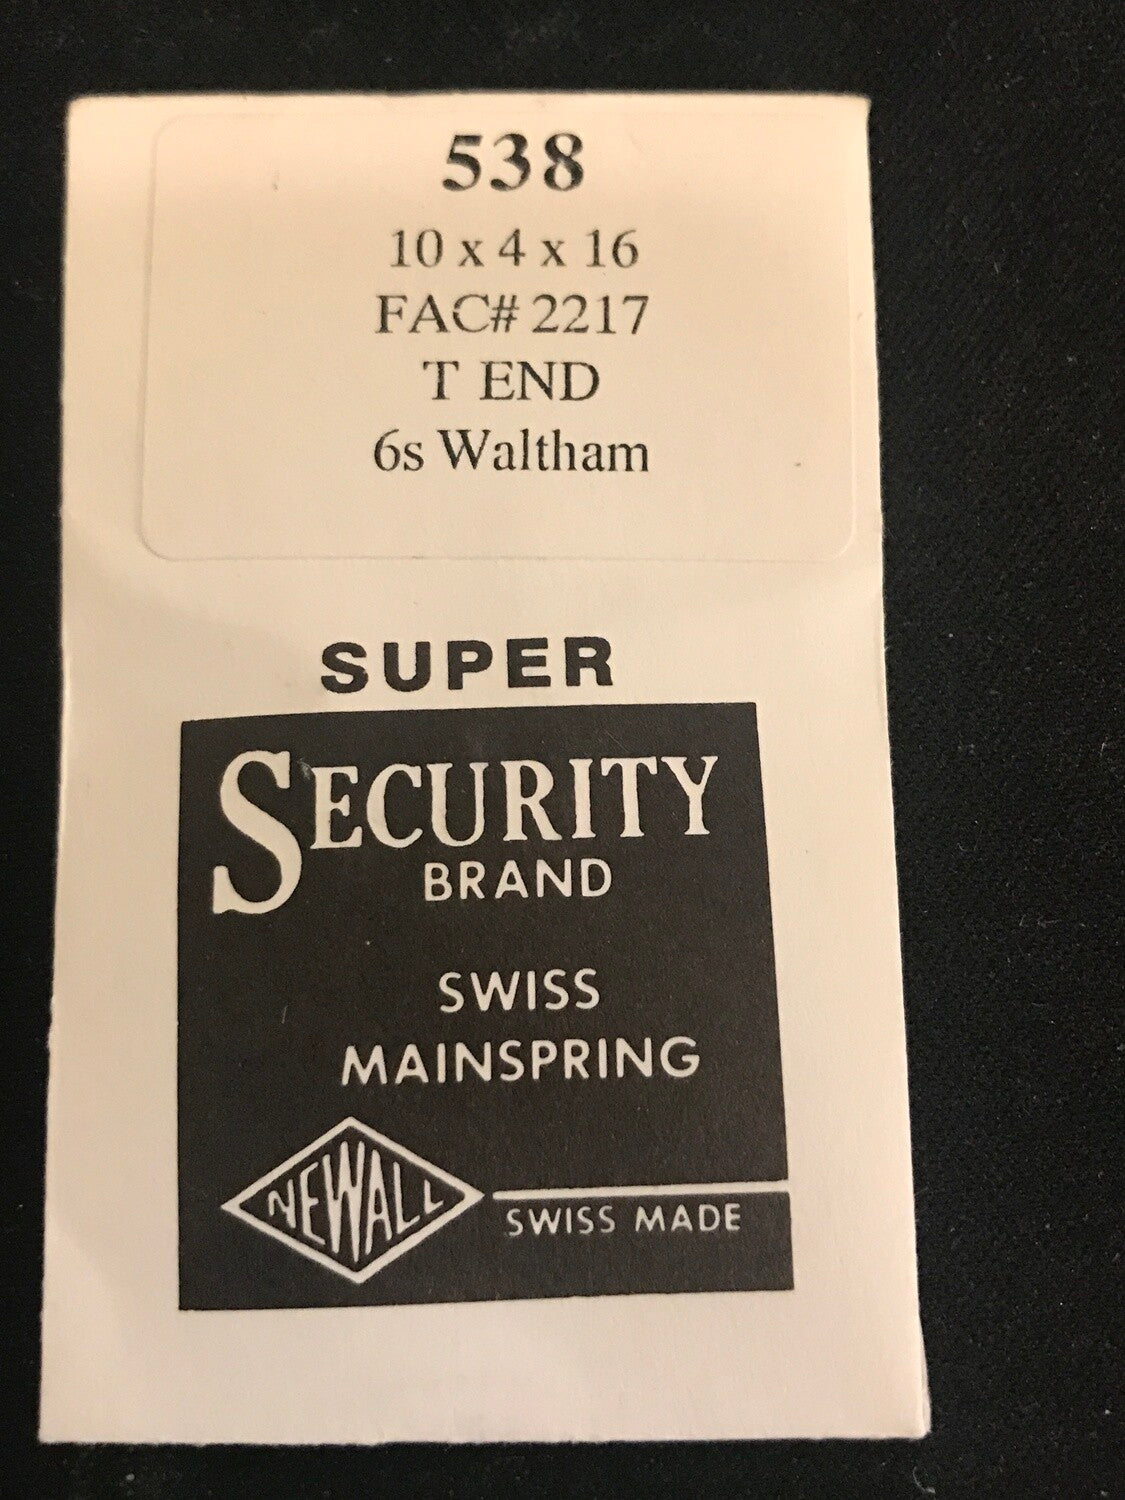 538
10 x 4 x 16
FAC# 2217
T END
6s Waltham
SUPER
SECURITY
BRAND
SWISS
MAINSPRING
NEWALL
SWISS MADE